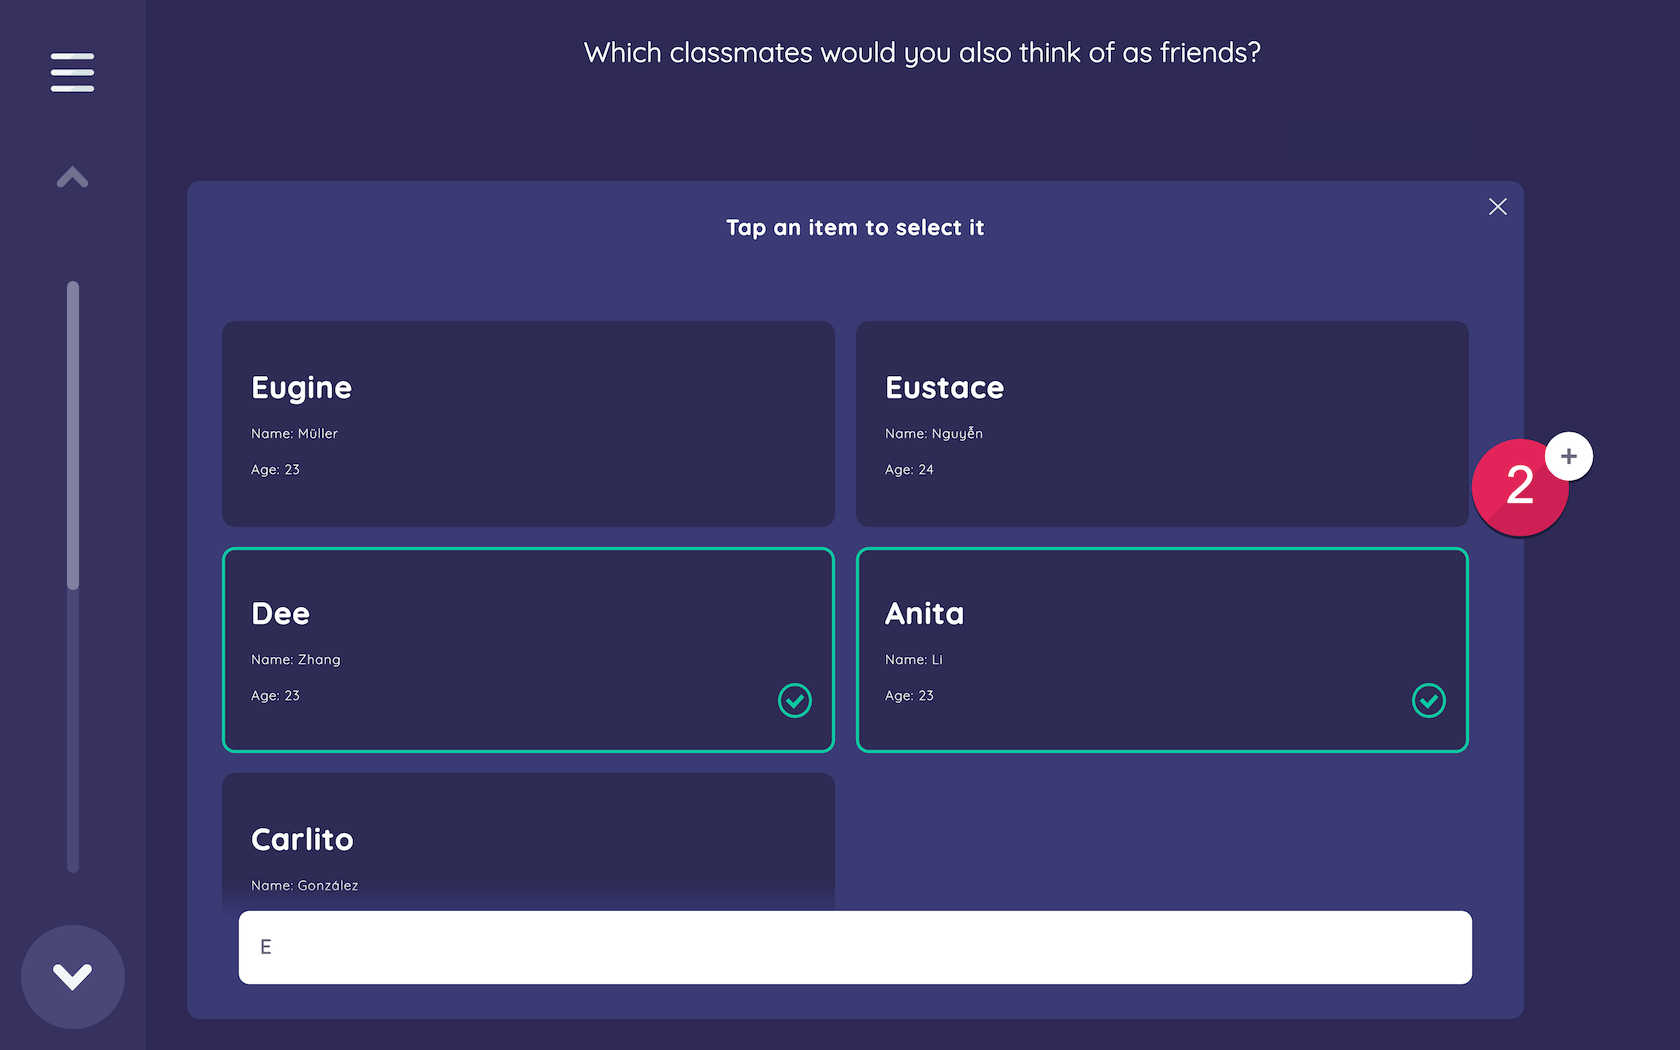 Which classmates would you also think of as friends?
Tap an item to select it
Eugine
Name: Müller
Age: 23
Eustace
Name: Nguyễn
Age: 24
2
+
Dee
Name: Zhang
Age: 23
Anita
Name: Li
Age: 23
Carlito
Name: González
E